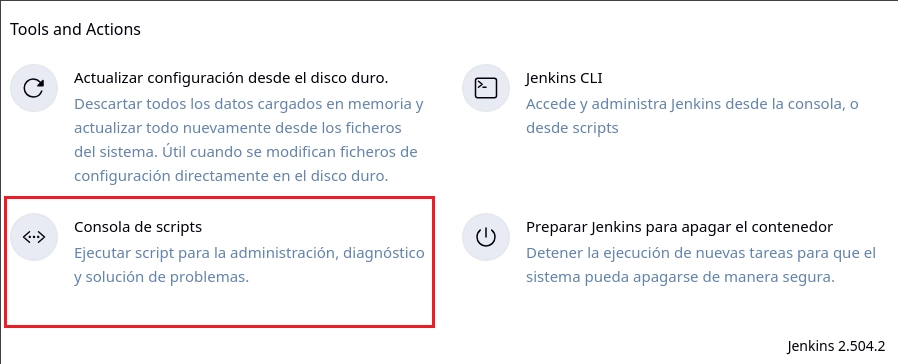 Tools and Actions
Actualizar configuración desde el disco duro.
Descartar todos los datos cargados en memoria y
actualizar todo nuevamente desde los ficheros
del sistema. Útil cuando se modifican ficheros de
configuración directamente en el disco duro.
Jenkins CLI
Accede y administra Jenkins desde la consola, o
desde scripts
Consola de scripts
Ejecutar script para la administración, diagnóstico
y solución de problemas.
Preparar Jenkins para apagar el contenedor
Detener la ejecución de nuevas tareas para que el
sistema pueda apagarse de manera segura.
Jenkins 2.504.2